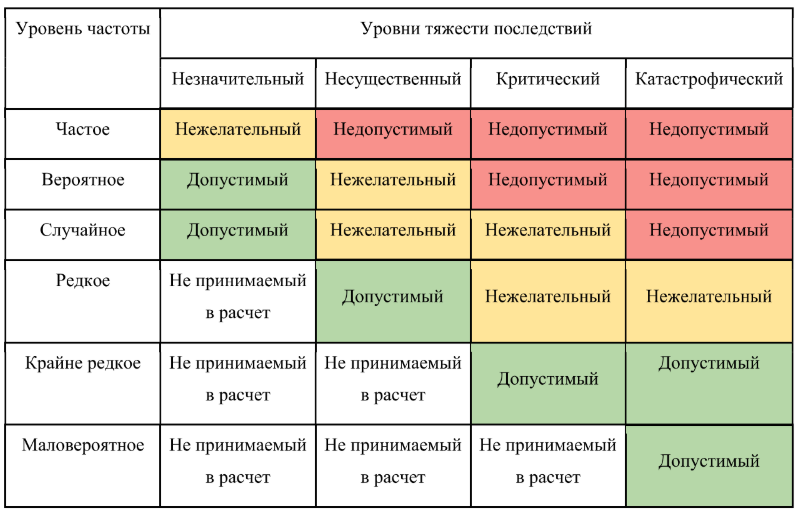 Уровень частоты
Уровни тяжести последствий
Незначительный
Несущественный
Критический
Катастрофический
Частое
Нежелательный
Недопустимый
Недопустимый
Недопустимый
Вероятное
Допустимый
Нежелательный
Недопустимый
Недопустимый
Случайное
Допустимый
Нежелательный
Нежелательный
Недопустимый
Редкое
Не принимаемый
в расчет
Допустимый
Нежелательный
Нежелательный
Крайне редкое
Не принимаемый
в расчет
Не принимаемый
в расчет
Допустимый
Допустимый
Маловероятное
Не принимаемый
в расчет
Не принимаемый
в расчет
Не принимаемый
в расчет
Допустимый